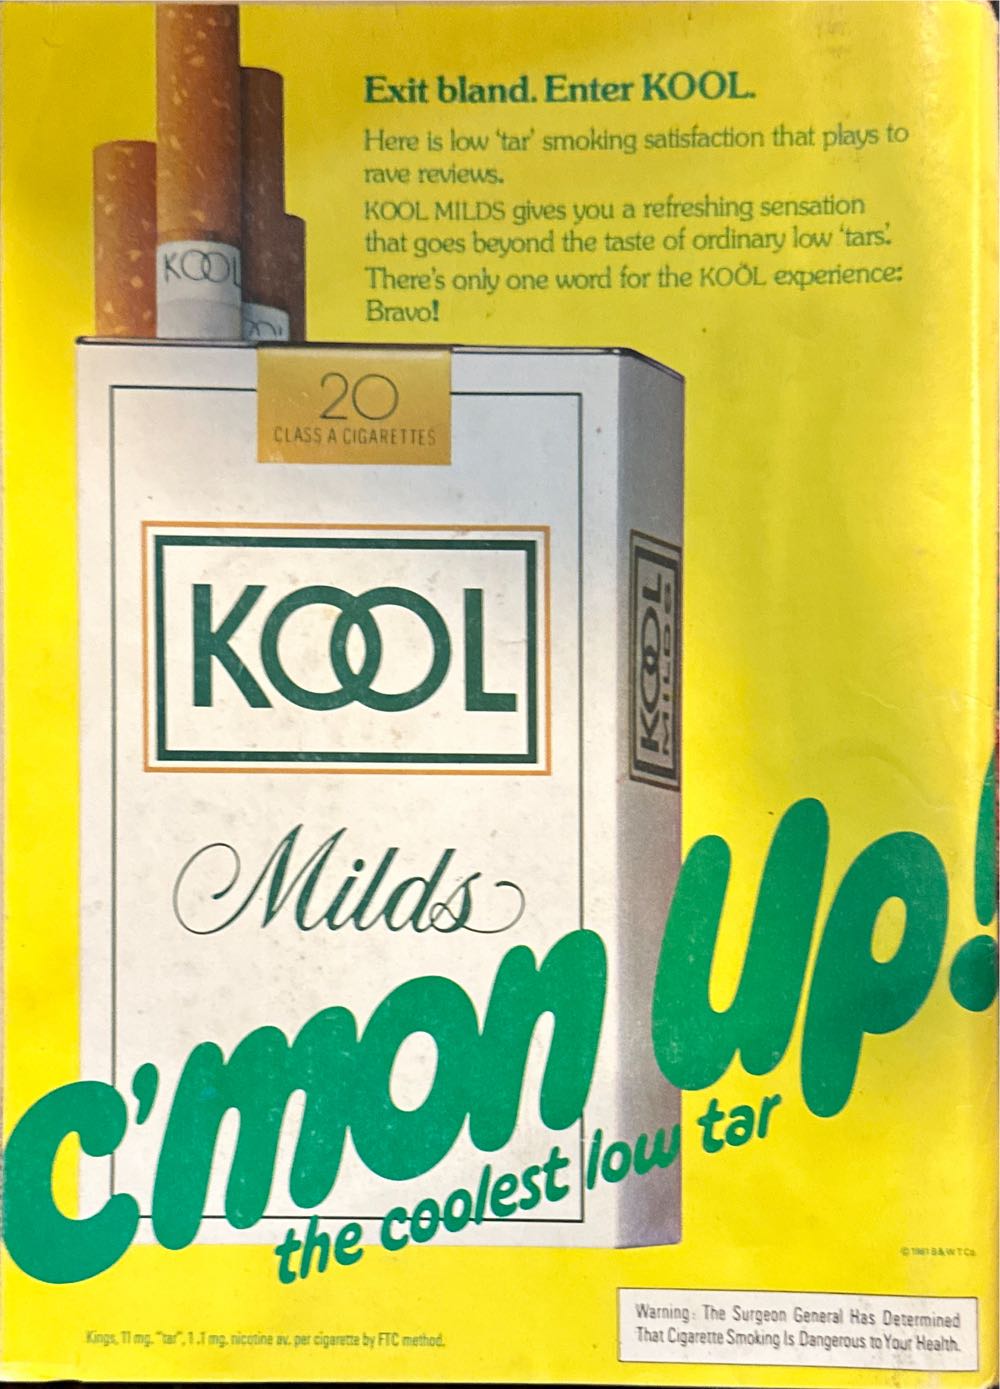 Exit bland. Enter KOOL.
Here is low 'tar' smoking satisfaction that plays to
rave reviews.
KOOL MILDS gives you a refreshing sensation
that goes beyond the taste of ordinary low 'tars'.
There's only one word for the KOOL experience:
Bravo!
KOOL
20
CLASS A CIGARETTES
KOOL
Milds
KOOL
MILDS
C'mon up!
the coolest low tar
© 1981 B&WT Co.
Kings, 11 mg. "tar", 1.1 mg. nicotine av. per cigarette by FTC method.
Warning: The Surgeon General Has Determined
That Cigarette Smoking Is Dangerous to Your Health.